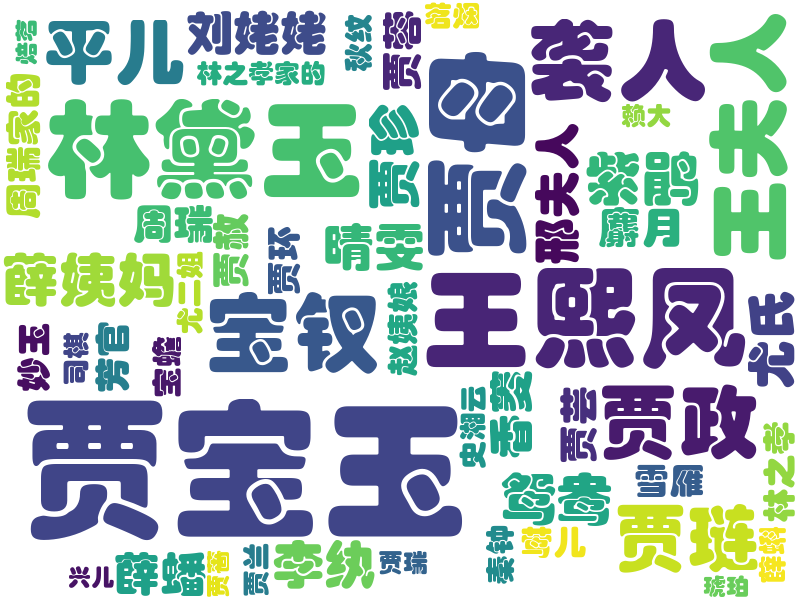 焙茗
平儿
刘姥姥
林之孝家的
秋纹
贾蓉
茗烟
袭人
王夫人
周瑞家的
林黛玉
贾珍
贾母
赖大
邢夫人
紫鹃
麝月
周瑞
贾赦
贾环
晴雯
薛姨妈
尤二姐
宝钗
赵姨娘
王熙凤
尤氏
妙玉
司棋
芳官
宝蟾
贾宝玉
史湘云
香菱
贾芸
贾政
林之孝
鸳鸯
雪雁
贾琏
薛蝌
秦钟
莺儿
兴儿
薛蟠
贾蔷
贾兰
李纨
贾瑞
琥珀